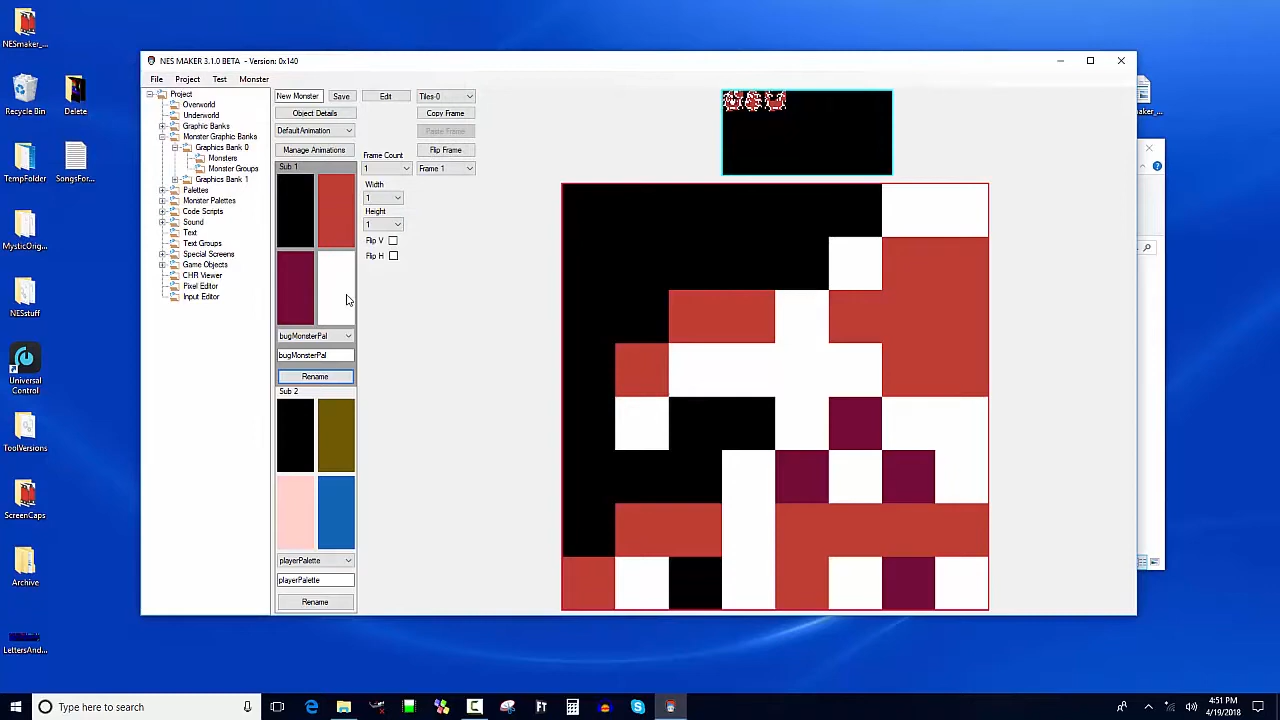 NES MAKER 3.1.0 BETA - Version: 0x140
File Project Test Monster
Project
Overworld
Underworld
Graphic Banks
Monster Graphic Banks
Graphics Bank 0
Monsters
Monster Groups
Graphics Bank 1
Palettes
Monster Palettes
Code Scripts
Sound
Text
Text Groups
Special Screens
Game Objects
CHR Viewer
Pixel Editor
Input Editor
New Monster
Save
Edit
Tiles-0
Object Details
Copy Frame
DefaultAnimation
Paste Frame
Manage Animations
Frame Count
Flip Frame
Sub 1
1
Frame 1
Width
1
Height
1
Flip V
Flip H
bugMonsterPal
bugMonsterPal
Rename
Sub 2
playerPalette
playerPalette
Rename
NESmaker_...
Recycle Bin
Delete
TempFolder
SongsFor...
MysticOrig...
NESstuff
Universal
Control
ToolVersions
ScreenCaps
Archive
LettersAnd...
maker_...
Type here to search
4:51 PM
4/19/2018